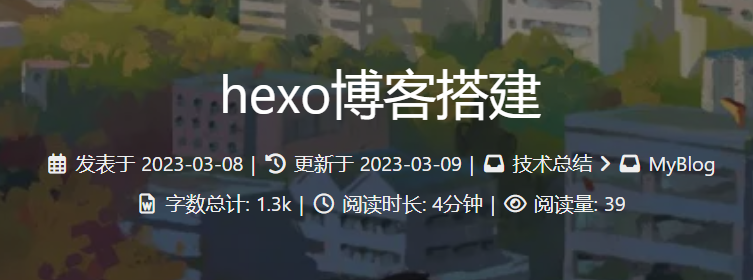 hexo博客搭建
发表于 2023-03-08 | 更新于 2023-03-09 | 技术总结 > MyBlog
字数总计: 1.3k | 阅读时长: 4分钟 | 阅读量: 39